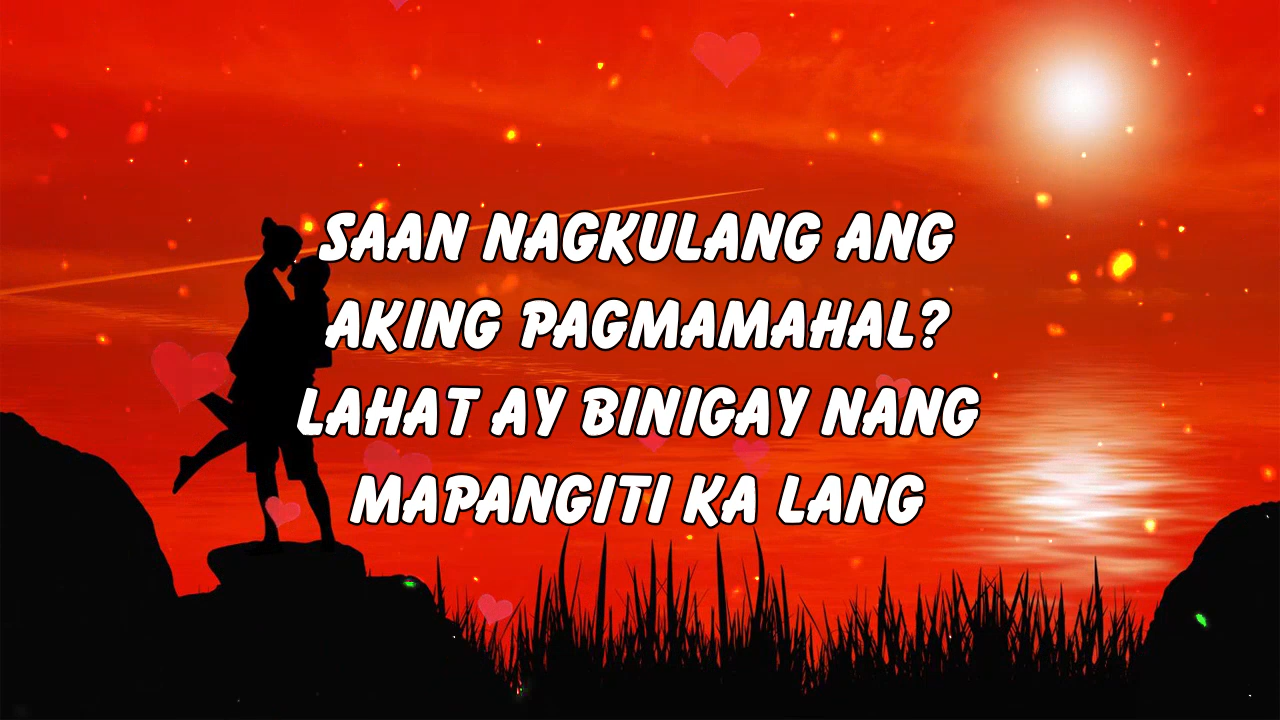 SAAN NAGKULANG ANG
AKING PAGMAMAHAL?
LAHAT AY BINIGAY NANG
MAPANGITI KA LANG